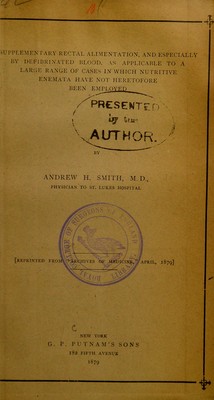 SUPPLEMENTARY RECTAL ALIMENTATION, AND ESPECIALLY
BY DEFIBRINATED BLOOD, AS APPLICABLE TO A
LARGE RANGE OF CASES IN WHICH NUTRITIVE
ENEMATA HAVE NOT HERETOFORE
BEEN EMPLOYED
PRESENTED
by the
AUTHOR.
BY
ANDREW H. SMITH, M.D.,
PHYSICIAN TO ST. LUKES HOSPITAL
[REPRINTED FROM "ARCHIVES OF MEDICINE," APRIL, 1879]
NEW YORK
G. P. PUTNAM'S SONS
182 FIFTH AVENUE
1879